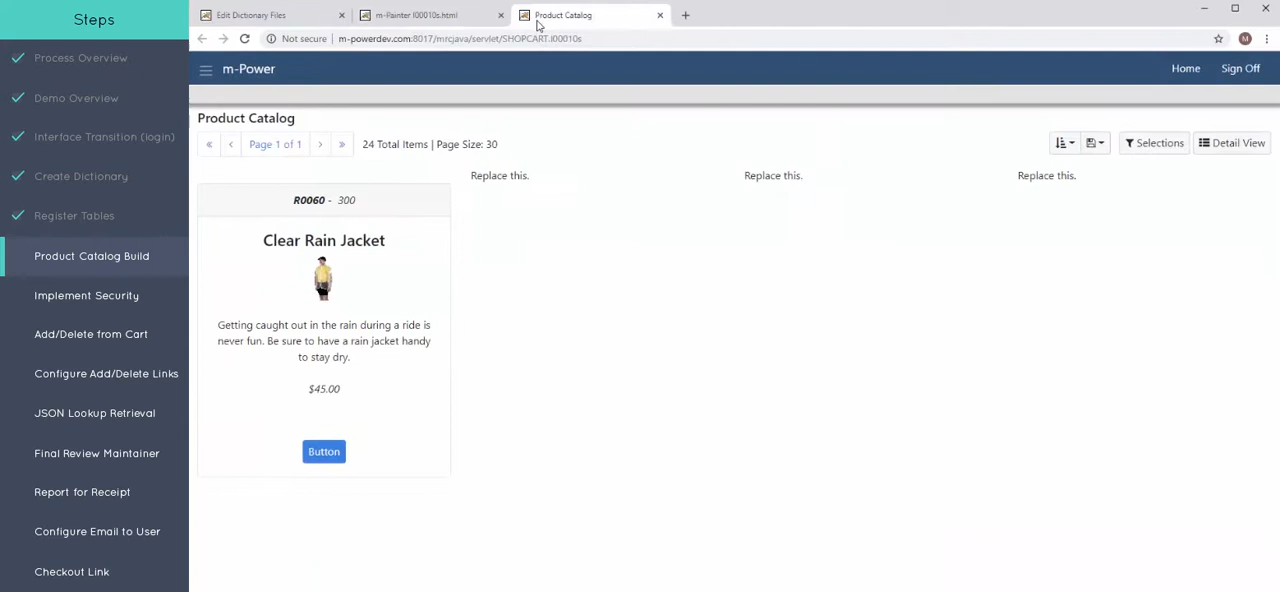 Steps
Process Overview
Demo Overview
Interface Transition (login)
Create Dictionary
Register Tables
Product Catalog Build
Implement Security
Add/Delete from Cart
Configure Add/Delete Links
JSON Lookup Retrieval
Final Review Maintainer
Report for Receipt
Configure Email to User
Checkout Link
Edit Dictionary Files
m-Painter I00010s.html
Product Catalog
Not secure | m-powerdev.com:8017/mrcjava/servlet/SHOPCART.I00010s
M
m-Power
Home
Sign Off
Product Catalog
« ‹ Page 1 of 1 › »
24 Total Items | Page Size: 30
Selections
Detail View
R0060 - 300
Clear Rain Jacket
Getting caught out in the rain during a ride is
never fun. Be sure to have a rain jacket handy
to stay dry.
$45.00
Button
Replace this.
Replace this.
Replace this.